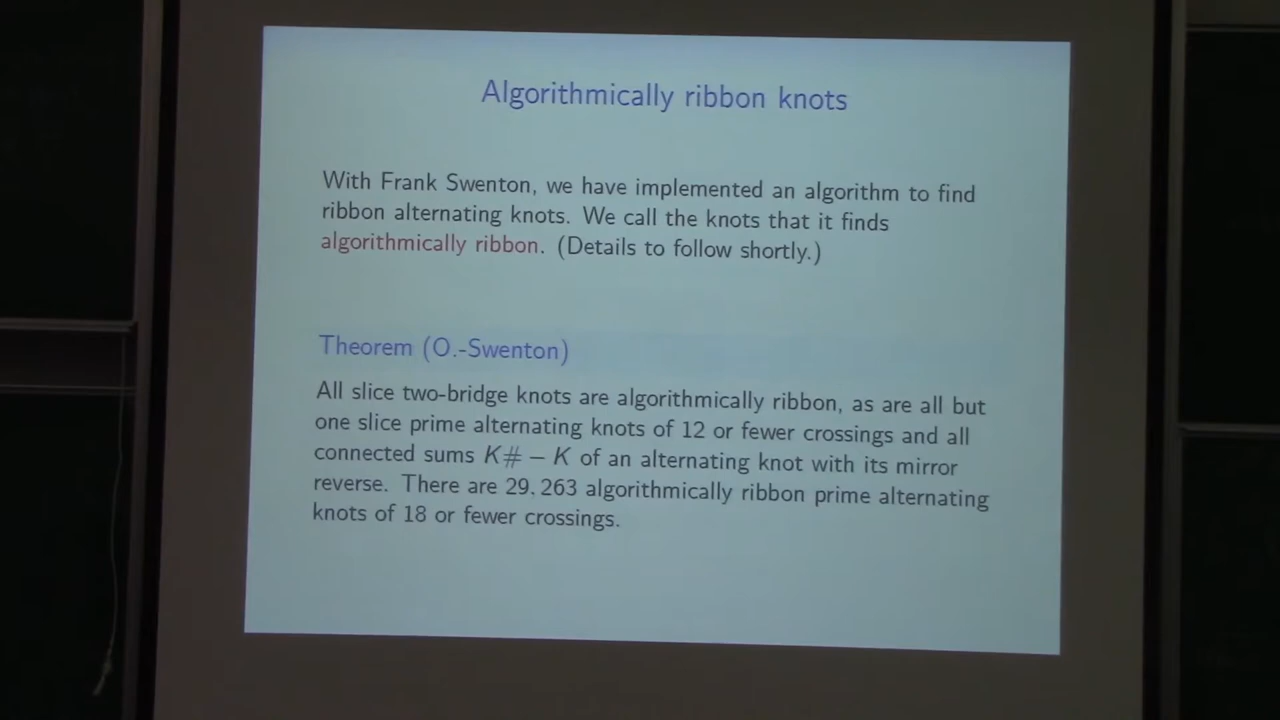 Algorithmically ribbon knots
With Frank Swenton, we have implemented an algorithm to find
ribbon alternating knots. We call the knots that it finds
algorithmically ribbon. (Details to follow shortly.)
Theorem (O.-Swenton)
All slice two-bridge knots are algorithmically ribbon, as are all but
one slice prime alternating knots of 12 or fewer crossings and all
connected sums K# − K of an alternating knot with its mirror
reverse. There are 29, 263 algorithmically ribbon prime alternating
knots of 18 or fewer crossings.